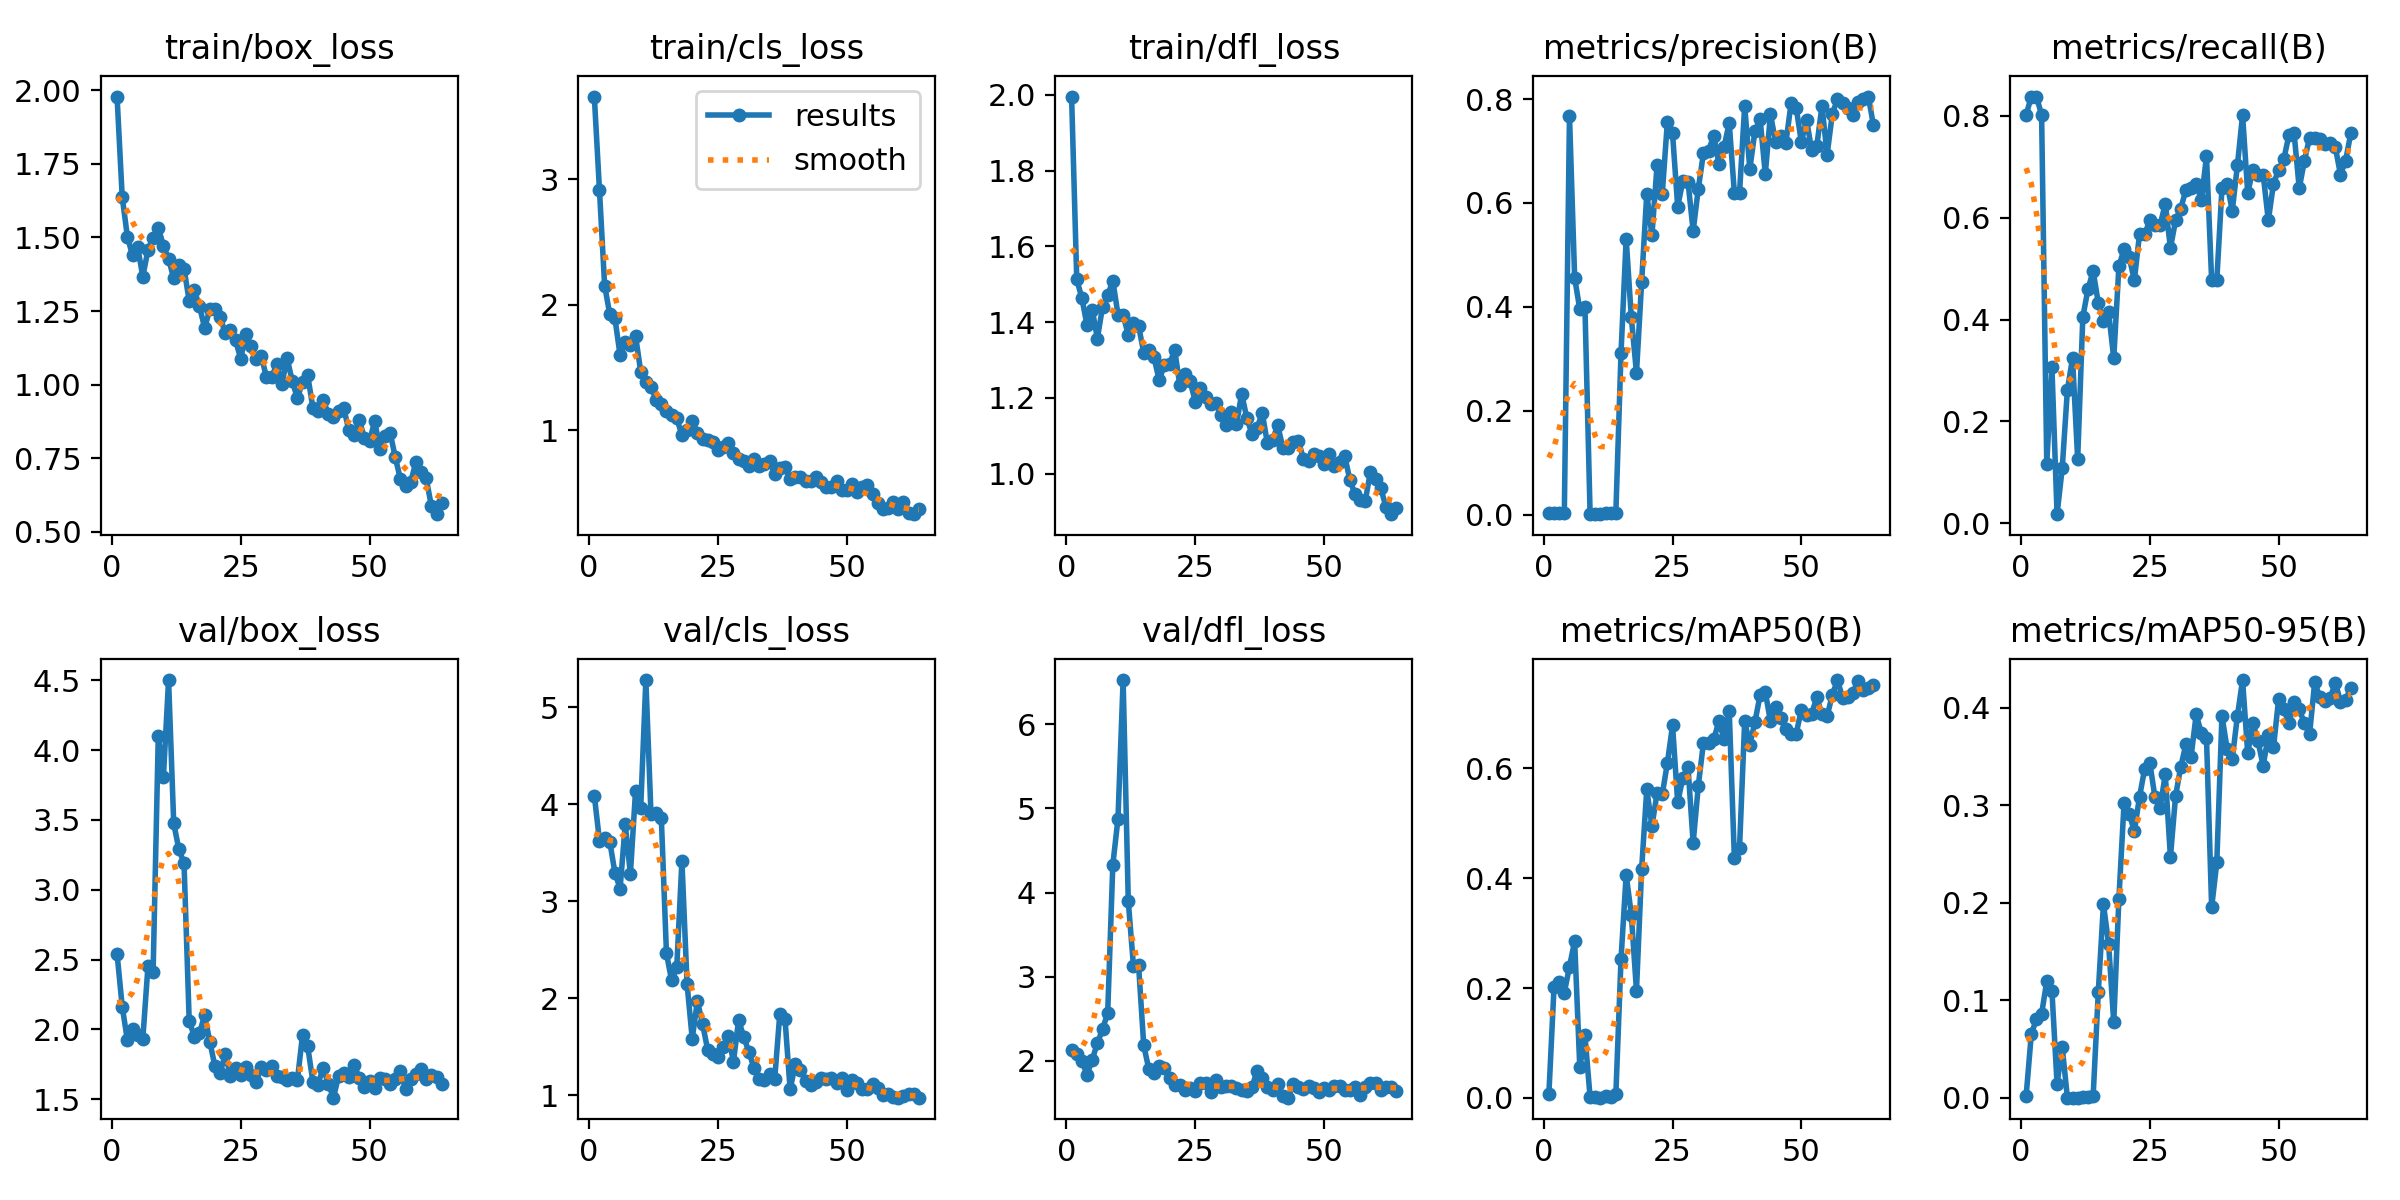 train/box_loss
2.00
1.75
1.50
1.25
1.00
0.75
0.50
0 25 50
train/cls_loss
results
smooth
3
2
1
0 25 50
train/dfl_loss
2.0
1.8
1.6
1.4
1.2
1.0
0 25 50
metrics/precision(B)
0.8
0.6
0.4
0.2
0.0
0 25 50
metrics/recall(B)
0.8
0.6
0.4
0.2
0.0
0 25 50
val/box_loss
4.5
4.0
3.5
3.0
2.5
2.0
1.5
0 25 50
val/cls_loss
5
4
3
2
1
0 25 50
val/dfl_loss
6
5
4
3
2
0 25 50
metrics/mAP50(B)
0.6
0.4
0.2
0.0
0 25 50
metrics/mAP50-95(B)
0.4
0.3
0.2
0.1
0.0
0 25 50